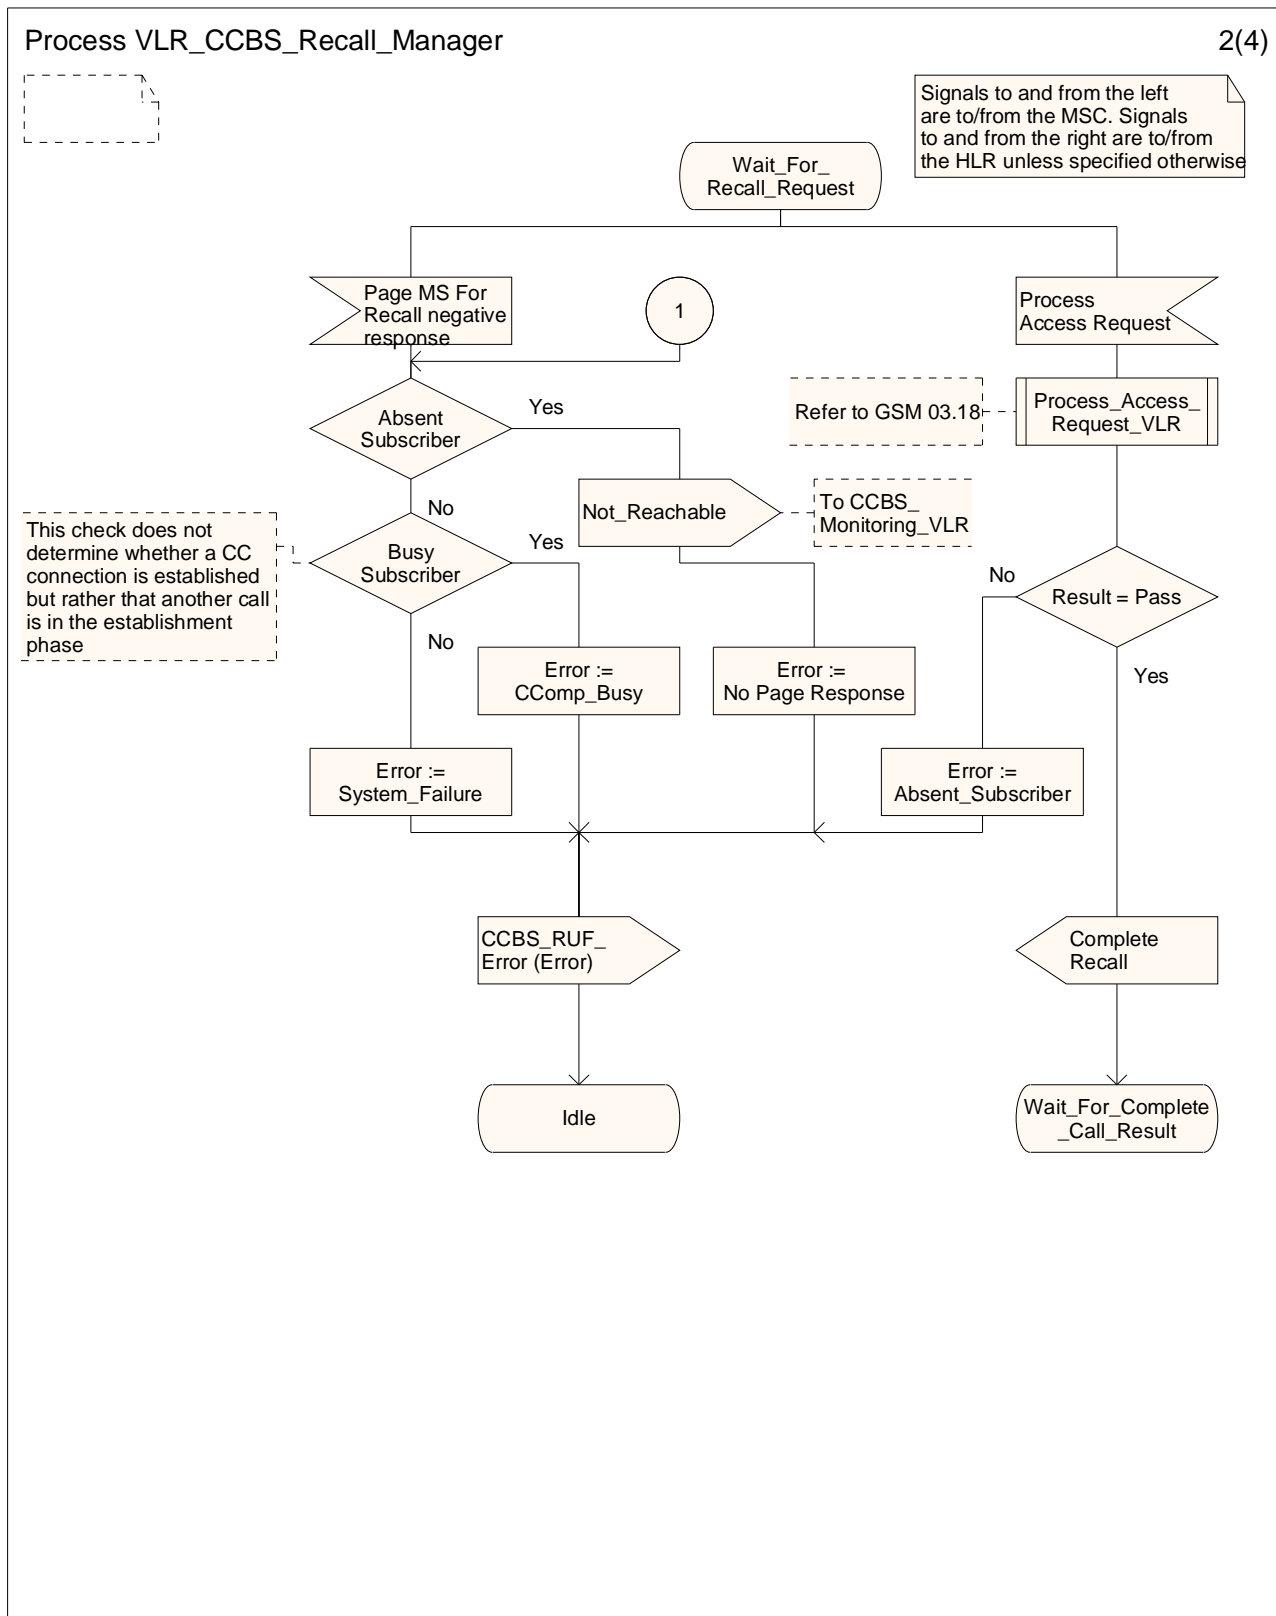 Process VLR_CCBS_Recall_Manager
2(4)
Signals to and from the left
are to/from the MSC. Signals
to and from the right are to/from
the HLR unless specified otherwise
Wait_For_
Recall_Request
Page MS For
Recall negative
response
1
Process
Access Request
Absent
Subscriber
Yes
Refer to GSM 03.18
Process_Access_
Request_VLR
No
Not_Reachable
To CCBS_
Monitoring_VLR
This check does not
determine whether a CC
connection is established
but rather that another call
is in the establishment
phase
Busy
Subscriber
Yes
No
No
Result = Pass
Yes
Error :=
CComp_Busy
Error :=
No Page Response
Error :=
System_Failure
Error :=
Absent_Subscriber
CCBS_RUF_
Error (Error)
Complete
Recall
Idle
Wait_For_Complete
_Call_Result